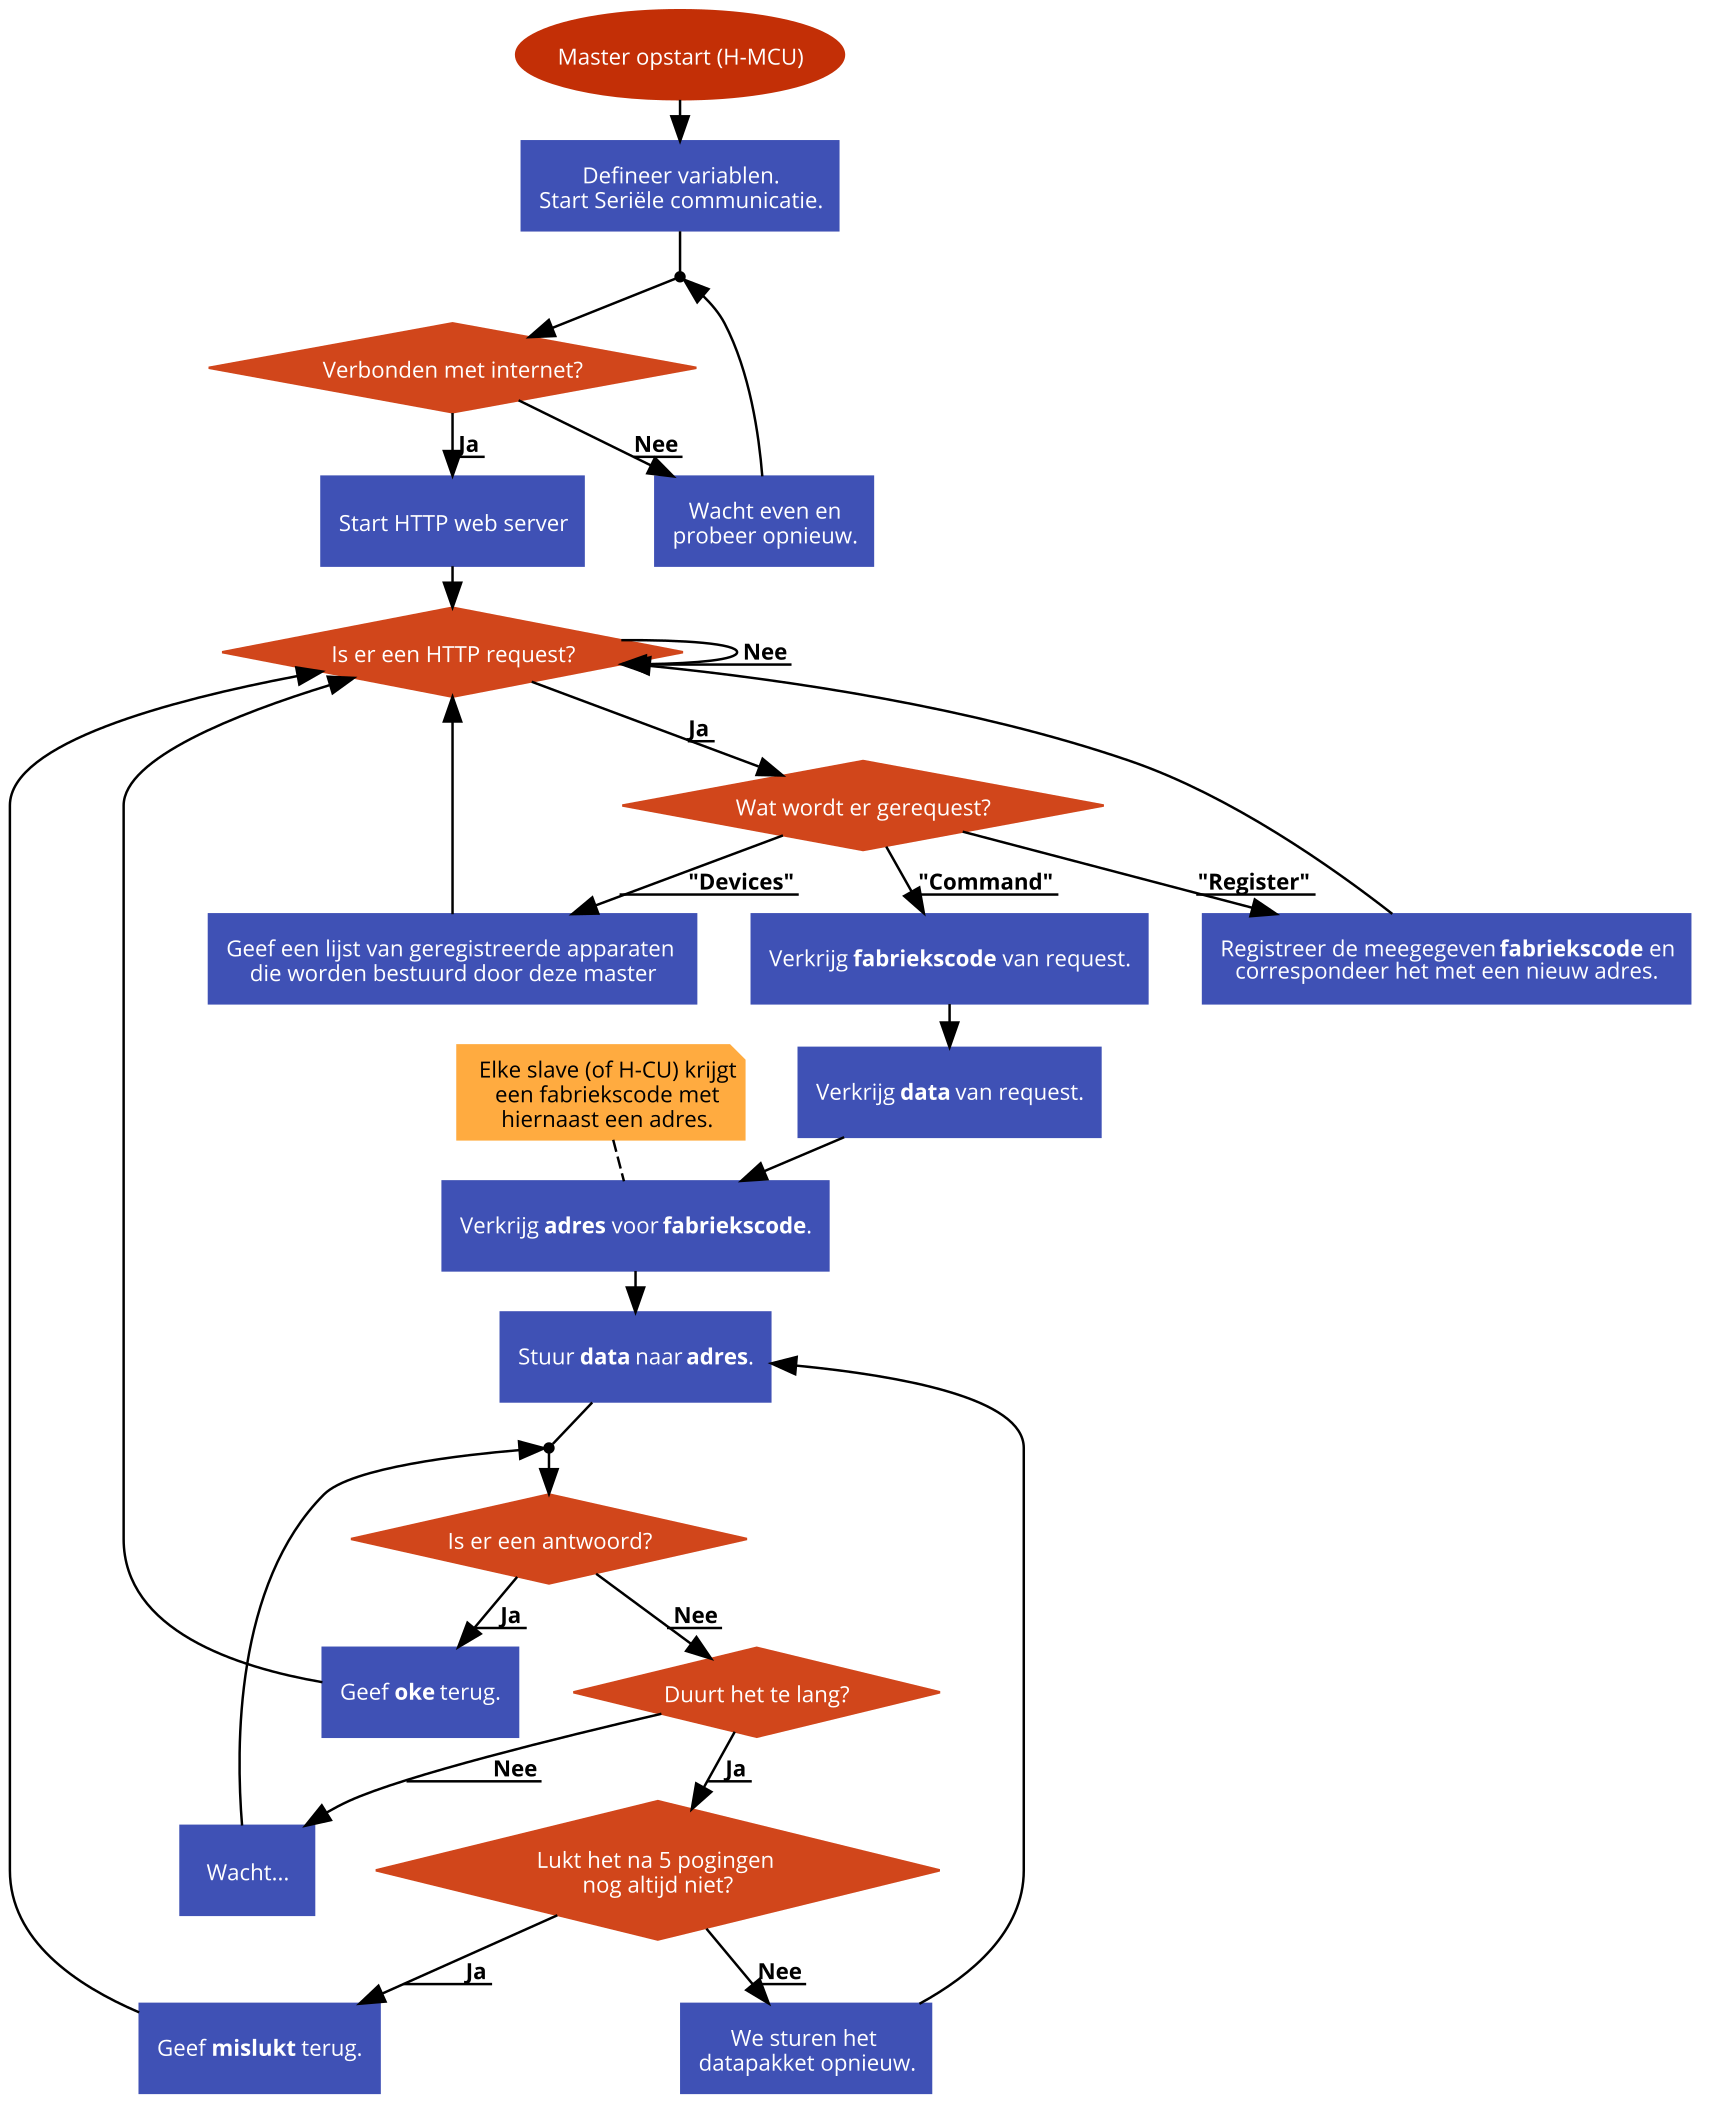 Master opstart (H-MCU)
Defineer variablen.
Start Seriële communicatie.
Verbonden met internet?
Ja
Nee
Start HTTP web server
Wacht even en
probeer opnieuw.
Is er een HTTP request?
Nee
Ja
Wat wordt er gerequest?
"Devices"
"Command"
"Register"
Geef een lijst van geregistreerde apparaten
die worden bestuurd door deze master
Verkrijg fabriekscode van request.
Registreer de meegegeven fabriekscode en
correspondeer het met een nieuw adres.
Elke slave (of H-CU) krijgt
een fabriekscode met
hiernaast een adres.
Verkrijg data van request.
Verkrijg adres voor fabriekscode.
Stuur data naar adres.
Is er een antwoord?
Ja
Nee
Geef oke terug.
Duurt het te lang?
Nee
Ja
Wacht...
Lukt het na 5 pogingen
nog altijd niet?
Ja
Nee
Geef mislukt terug.
We sturen het
datapakket opnieuw.